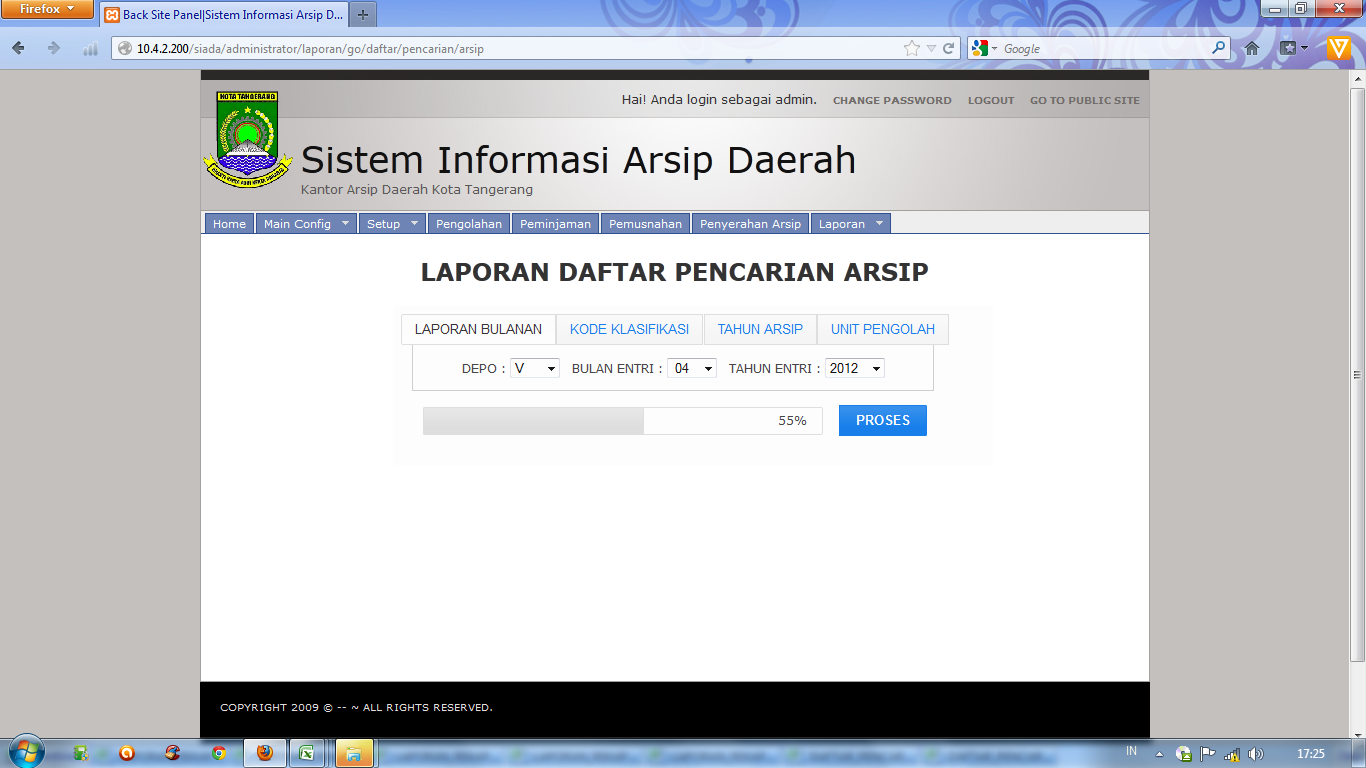 Firefox
Back Site Panel|Sistem Informasi Arsip D...
10.4.2.200/siada/administrator/laporan/go/daftar/pencarian/arsip
Google
KOTA TANGERANG
Hai! Anda login sebagai admin. CHANGE PASSWORD LOGOUT GO TO PUBLIC SITE
Sistem Informasi Arsip Daerah
Kantor Arsip Daerah Kota Tangerang
Home Main Config Setup Pengolahan Peminjaman Pemusnahan Penyerahan Arsip Laporan
LAPORAN DAFTAR PENCARIAN ARSIP
LAPORAN BULANAN KODE KLASIFIKASI TAHUN ARSIP UNIT PENGOLAH
DEPO : V BULAN ENTRI : 04 TAHUN ENTRI : 2012
55% PROSES
COPYRIGHT 2009 © -- ~ ALL RIGHTS RESERVED.
IN 17:25